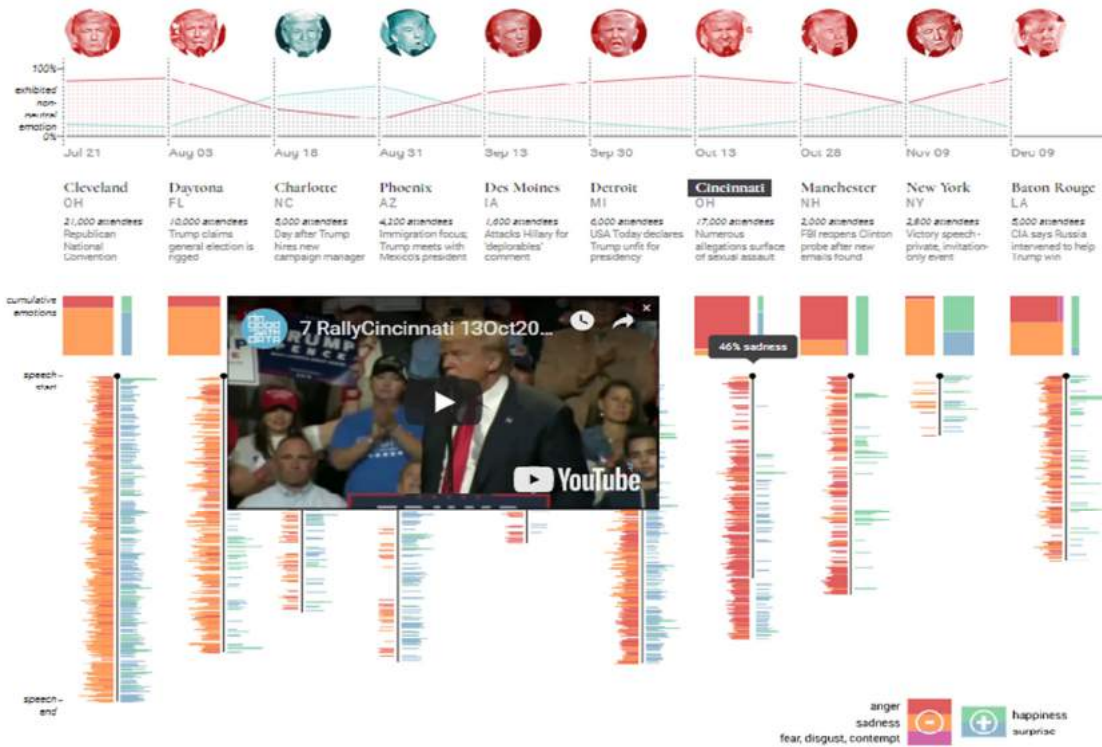 100%
exhibited
non-
neutral
emotion
0%
Jul 21
Aug 03
Aug 18
Aug 31
Sep 13
Sep 30
Oct 13
Oct 28
Nov 09
Dec 09
Cleveland
OH
21,000 attendees
Republican
National
Convention
Daytona
FL
10,000 attendees
Trump claims
general election is
rigged
Charlotte
NC
5,000 attendees
Day after Trump
hires new
campaign manager
Phoenix
AZ
4,200 attendees
Immigration focus;
Trump meets with
Mexico's president
Des Moines
IA
1,600 attendees
Attacks Hillary for
'deplorables'
comment
Detroit
MI
6,000 attendees
USA Today declares
Trump unfit for
presidency
Cincinnati
OH
17,000 attendees
Numerous
allegations surface
of sexual assault
Manchester
NH
2,000 attendees
FBI reopens Clinton
probe after new
emails found
New York
NY
2,800 attendees
Victory speech -
private, invitation-
only event
Baton Rouge
LA
5,000 attendees
CIA says Russia
intervened to help
Trump win
cumulative
emotions
7 RallyCincinnati 13Oct20...
TRUMP
PENCE
YouTube
46% sadness
speech
start
speech
end
anger
sadness
fear, disgust, contempt
happiness
surprise